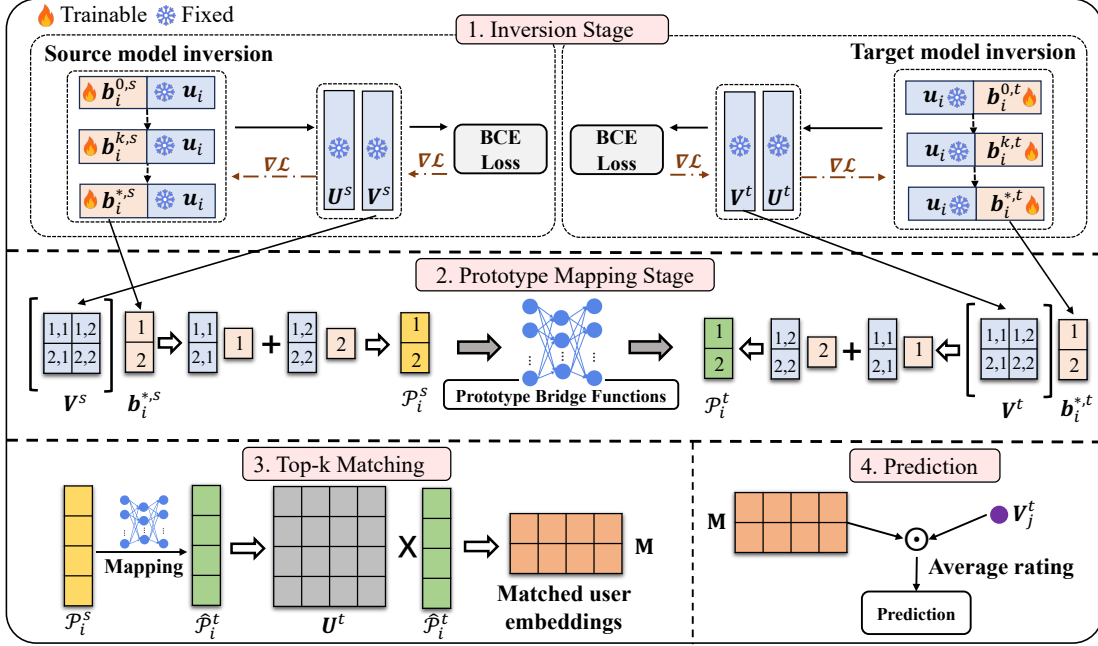 Trainable Fixed
1. Inversion Stage
Source model inversion
Target model inversion
b_i^{0,s} u_i
b_i^{k,s} u_i
b_i^{*,s} u_i
U^s V^s
∇ℒ
∇ℒ
BCE
Loss
BCE
Loss
∇ℒ
∇ℒ
V^t U^t
u_i b_i^{0,t}
u_i b_i^{k,t}
u_i b_i^{*,t}
2. Prototype Mapping Stage
1,1 1,2
2,1 2,2
V^s
1
2
b_i^{*,s}
1,1
2,1
1
+
1,2
2,2
2
1
2
𝒫_i^s
Prototype Bridge Functions
1
2
𝒫_i^t
1,2
2,2
2
+
1,1
2,1
1
1,1 1,2
2,1 2,2
V^t
1
2
b_i^{*,t}
3. Top-k Matching
𝒫_i^s
Mapping
𝒫̂_i^t
U^t
X
𝒫̂_i^t
M
Matched user
embeddings
4. Prediction
M
V_j^t
Average rating
Prediction